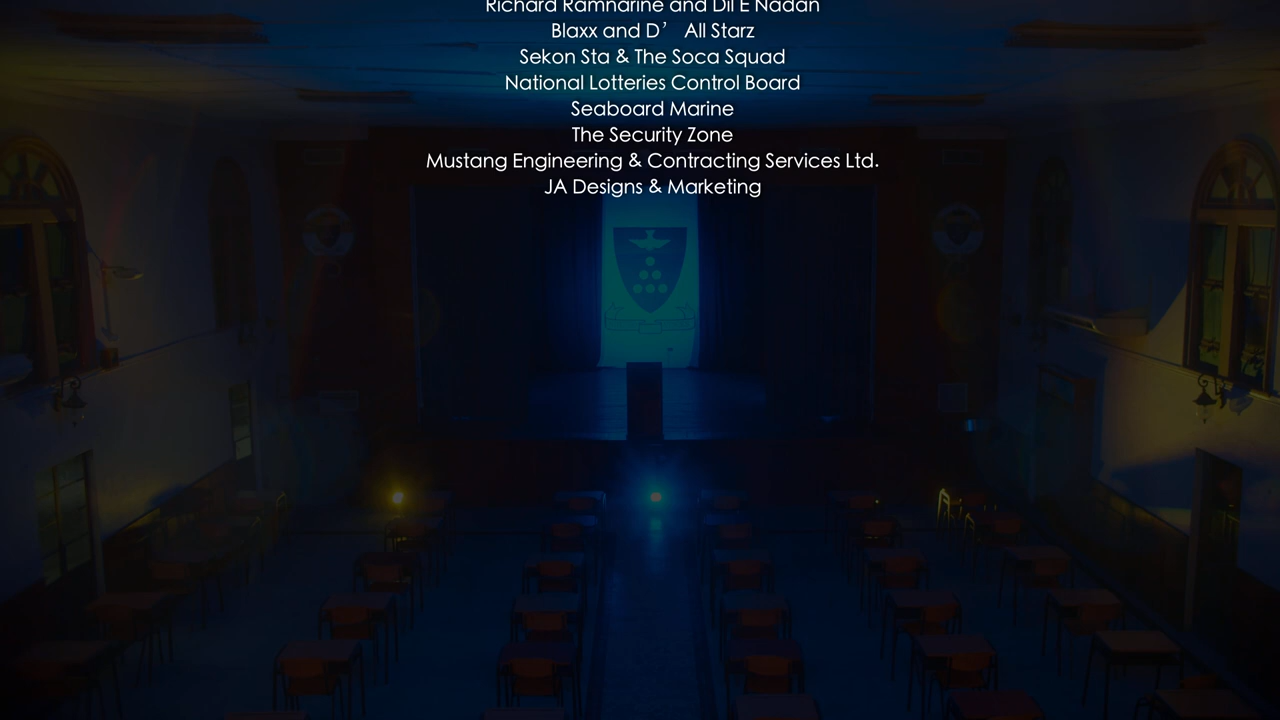 Richard Ramnarine and Dil E Nadan
Blaxx and D’ All Starz
Sekon Sta & The Soca Squad
National Lotteries Control Board
Seaboard Marine
The Security Zone
Mustang Engineering & Contracting Services Ltd.
JA Designs & Marketing